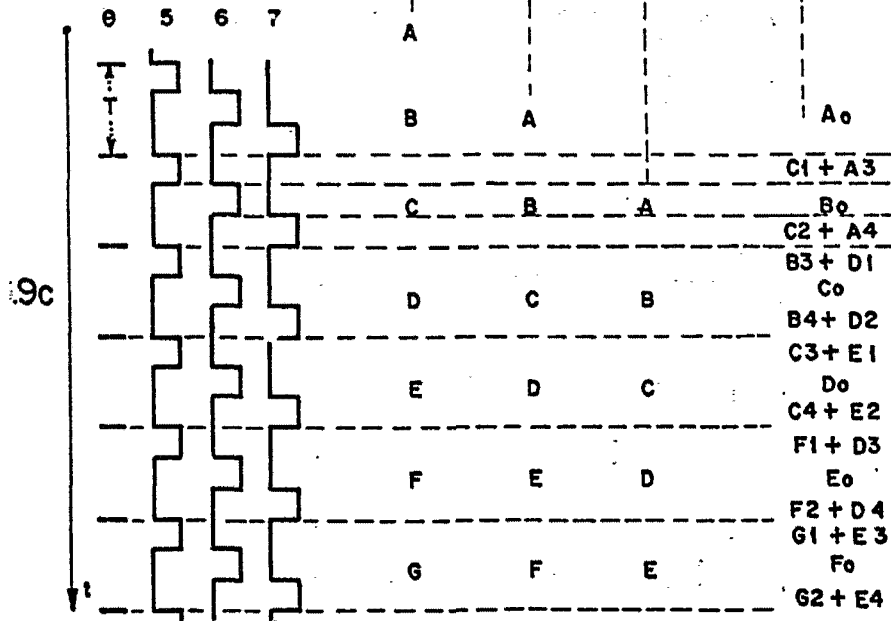 θ 5 6 7
A
T
B A Ao
C1 + A3
C B A Bo
C2 + A4
B3 + D1
D C B Co
B4 + D2
C3 + E1
E D C Do
C4 + E2
F1 + D3
F E D Eo
F2 + D4
G1 + E3
G F E Fo
G2 + E4
.9c
t